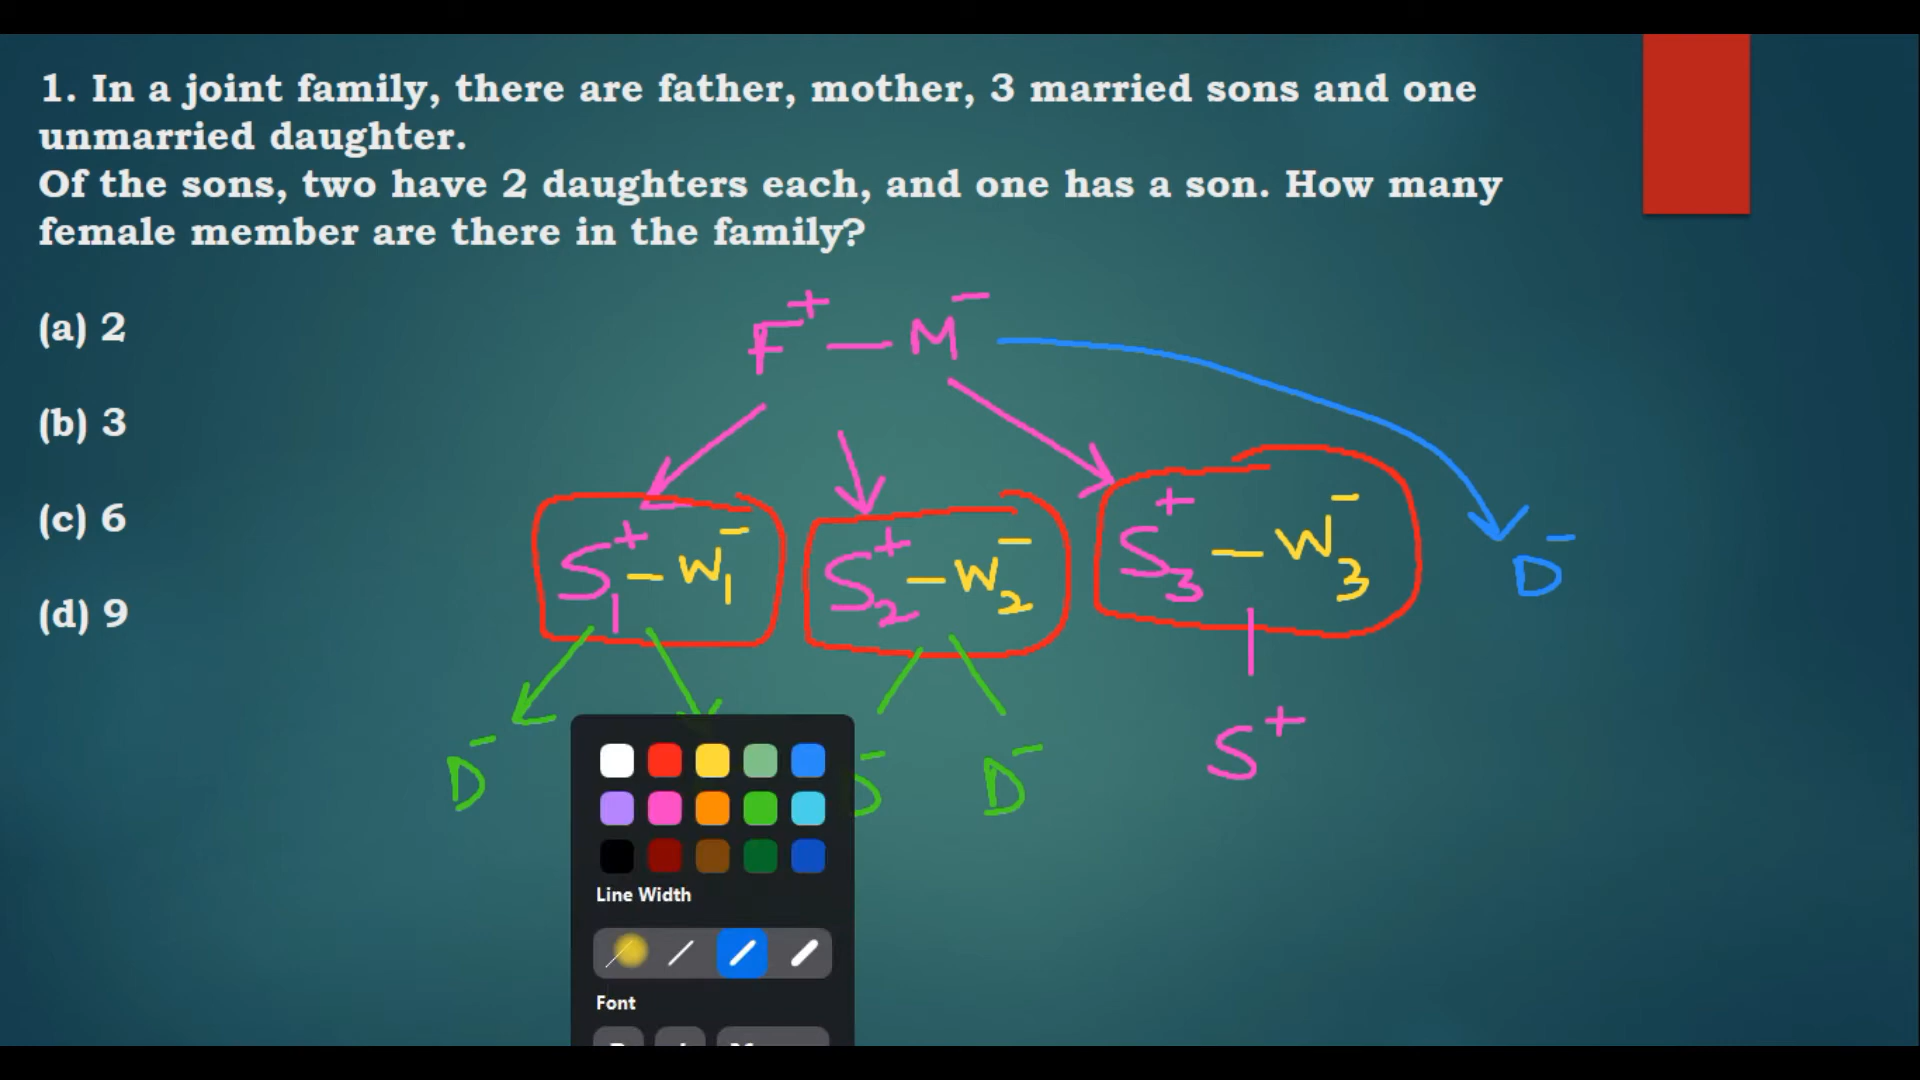 1. In a joint family, there are father, mother, 3 married sons and one
unmarried daughter.
Of the sons, two have 2 daughters each, and one has a son. How many
female member are there in the family?
(a) 2
(b) 3
(c) 6
(d) 9
F+ — M−
S1+ — W1−
S2+ — W2−
S3+ — W3−
D−
D−
D−
S+
Line Width
Font